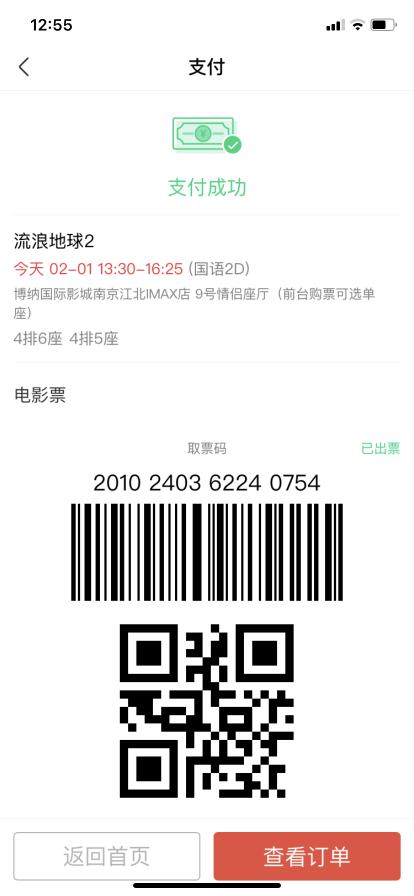 12:55
支付
支付成功
流浪地球2
今天 02-01 13:30-16:25 (国语2D)
博纳国际影城南京江北IMAX店 9号情侣座厅（前台购票可选单
座）
4排6座 4排5座
电影票
取票码
已出票
2010 2403 6224 0754
返回首页
查看订单